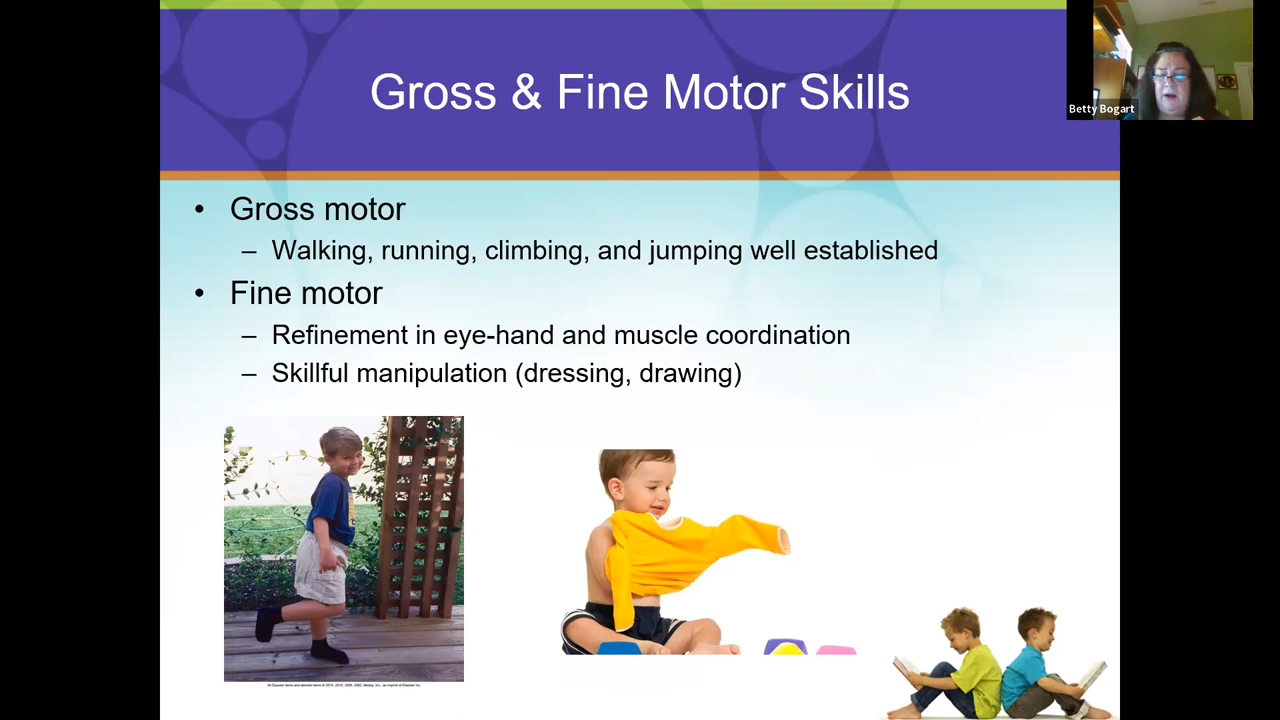 Gross & Fine Motor Skills
Betty Bogart
• Gross motor
– Walking, running, climbing, and jumping well established
• Fine motor
– Refinement in eye-hand and muscle coordination
– Skillful manipulation (dressing, drawing)